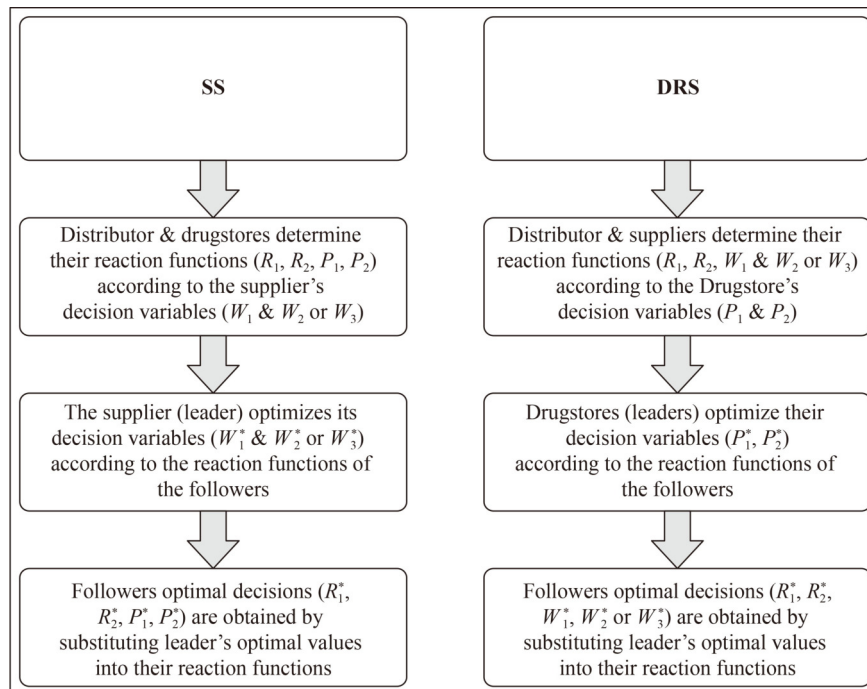 SS
Distributor & drugstores determine
their reaction functions (R₁, R₂, P₁, P₂)
according to the supplier’s
decision variables (W₁ & W₂ or W₃)
The supplier (leader) optimizes its
decision variables (W₁* & W₂* or W₃*)
according to the reaction functions of
the followers
Followers optimal decisions (R₁*,
R₂*, P₁*, P₂*) are obtained by
substituting leader’s optimal values
into their reaction functions
DRS
Distributor & suppliers determine their
reaction functions (R₁, R₂, W₁ & W₂ or W₃)
according to the Drugstore’s
decision variables (P₁ & P₂)
Drugstores (leaders) optimize their
decision variables (P₁*, P₂*)
according to the reaction functions of
the followers
Followers optimal decisions (R₁*, R₂*,
W₁*, W₂* or W₃*) are obtained by
substituting leader’s optimal values
into their reaction functions